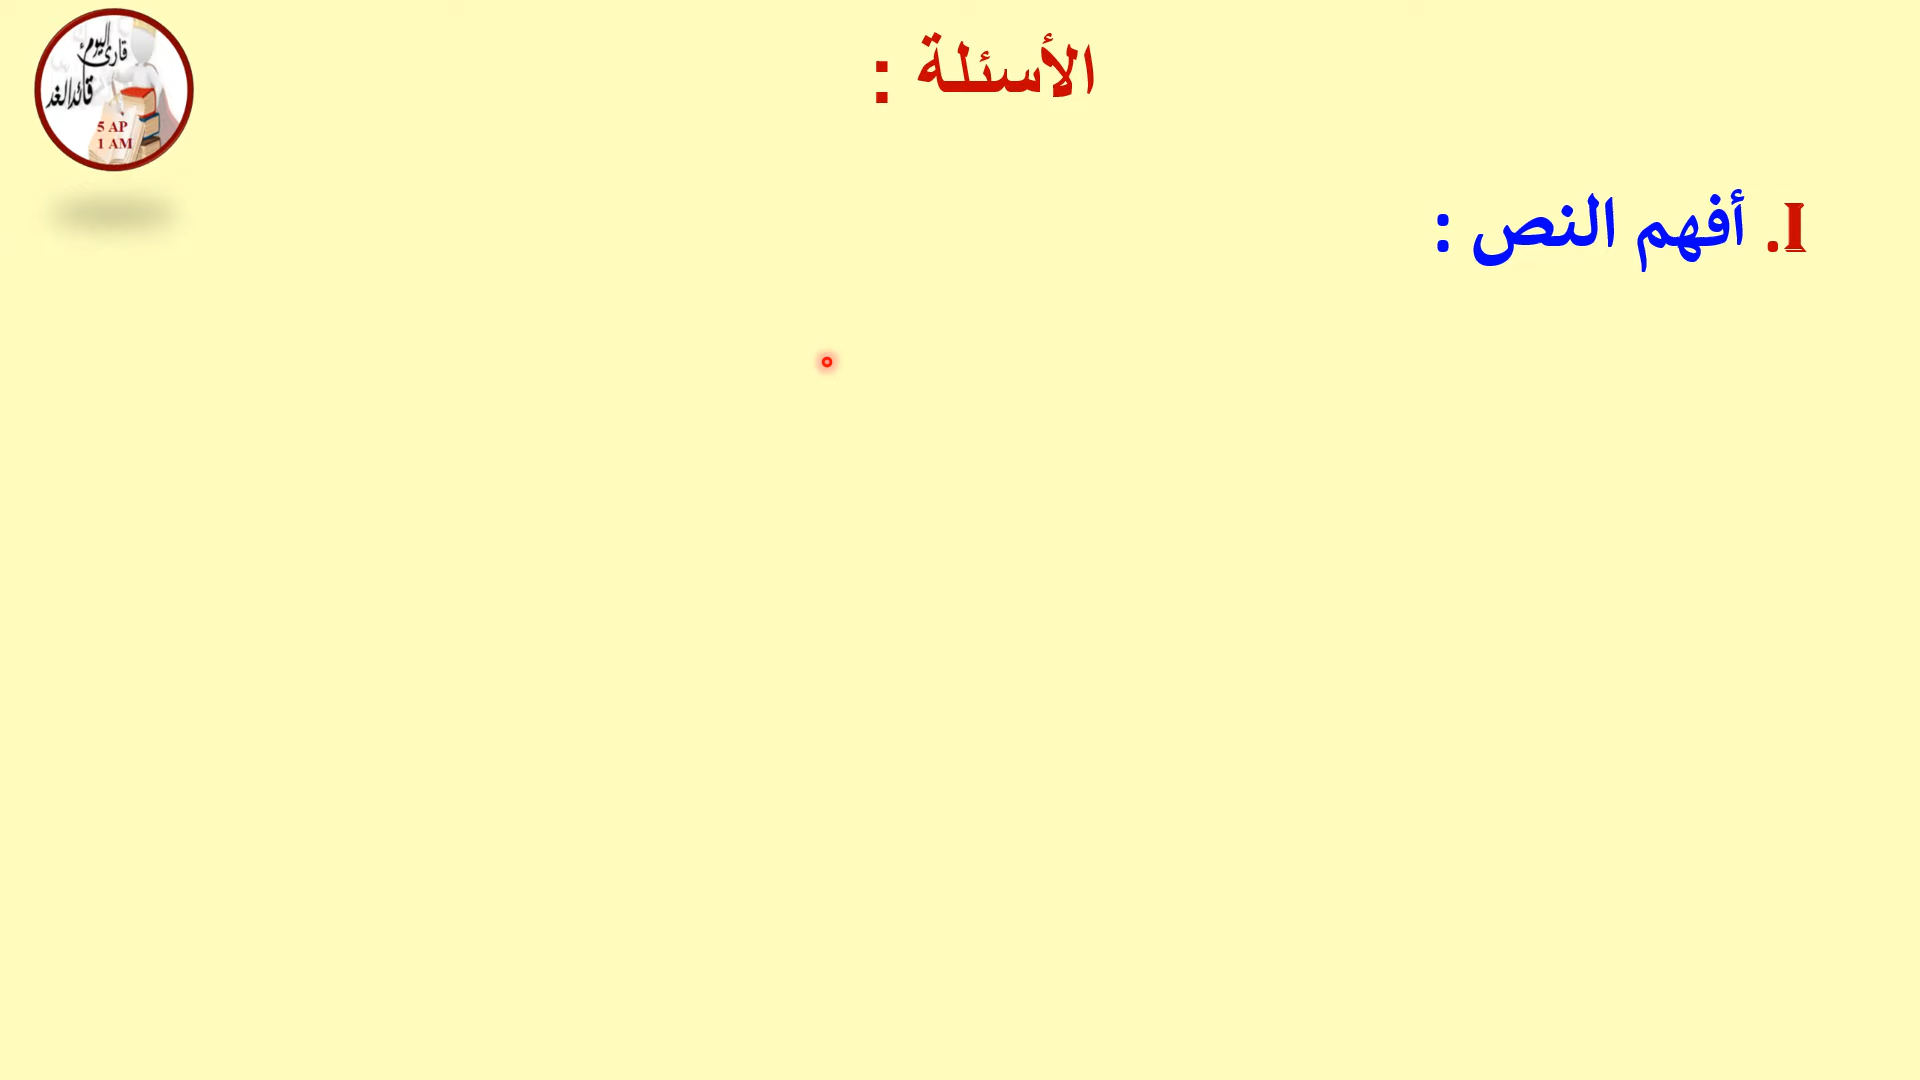 قارئ اليوم
قائد الغد
5 AP
1 AM
الأسئلة :
I. أفهم النص :